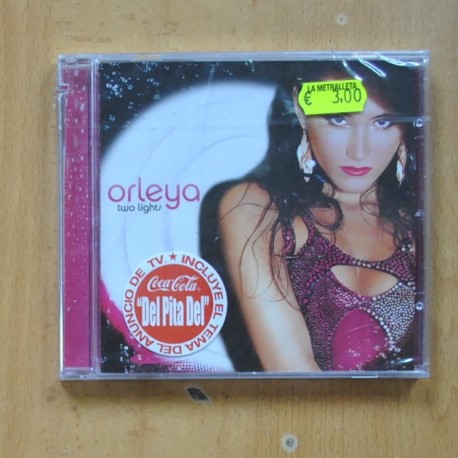 LA METRALLETA
€ 3,00
orleya
two lights
★ INCLUYE EL TEMA DEL ANUNCIO DE TV
Coca-Cola
"Del Pita Del"